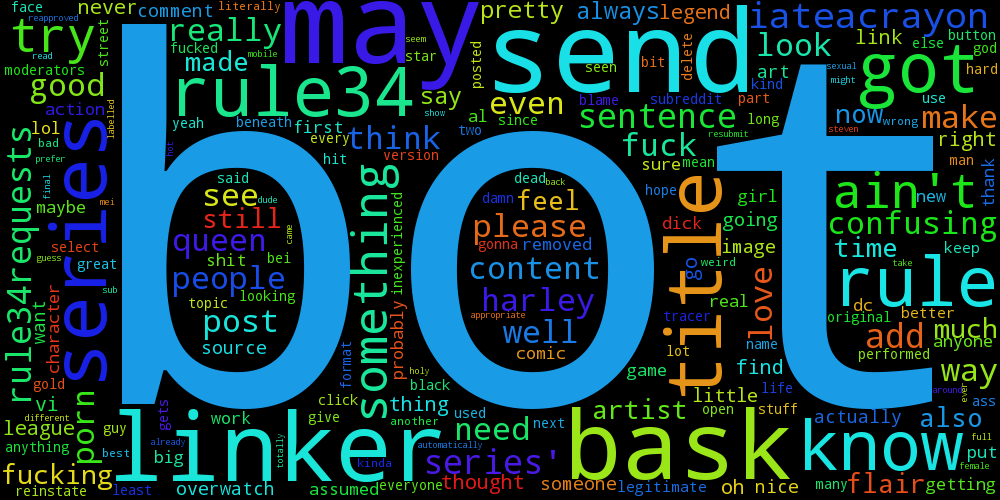 face
literally
never
comment
reapproved
try
really
may
pretty
always
legend
iateacrayon
street
fucked
mobile
seem
star
posted
send
seen
bit
delete
look
link
else
button
god
read
made
moderators
good
rule34
say
even
art
kind
sexual
might
got
hard
action
labelled
yeah
beneath
first
al
since
blame
subreddit
part
sentence
long
use
now
wrong
make
lol
bad
prefer
series
hot
every
think
show
two
version
hit
fuck
resubmit
steven
right
sure
mean
man
rule34requests
maybe
final
mei
said
see
dude
still
queen
came
shit
bei
people
topic
looking
post
source
something
inexperienced
dead
back
damn
feel
please
gonna
removed
content
harley
appropriate
well
comic
bot
hope
girl
dick
going
title
go
image
weird
real
love
tracer
name
lot
find
ain't
new
thank
confusing
time
keep
take
rule
dc
original
better
much
anyone
add
performed
way
select
guess
great
sub
want
character
gold
vi
different
league
anything
porn
guy
gets
best
already
big
fucking
reinstate
least
overwatch
work
linker
totally
assumed
format
probably
holy
click
give
black
thing
another
used
automatically
kinda
everyone
need
next
series'
thought
game
artist
bask
someone
legitimate
little
open
stuff
life
oh nice
know
actually
also
around
ever
ass
put
full
female
many
flair
getting